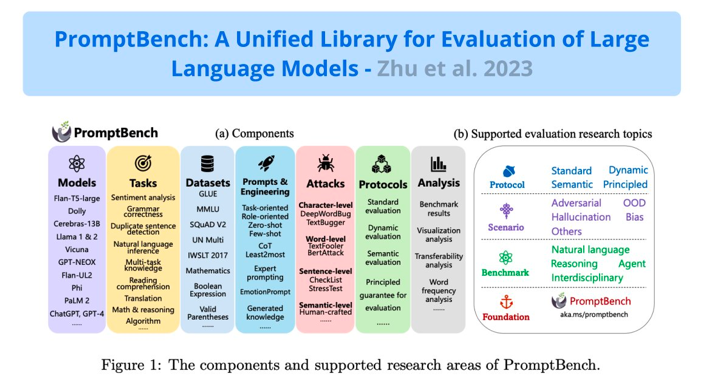 PromptBench: A Unified Library for Evaluation of Large
Language Models - Zhu et al. 2023
PromptBench
(a) Components
Models
Flan-T5-large
Dolly
Cerebras-13B
Llama 1 & 2
Vicuna
GPT-NEOX
Flan-UL2
Phi
PaLM 2
ChatGPT, GPT-4
......
Tasks
Sentiment analysis
Grammar
correctness
Duplicate sentence
detection
Natural language
inference
Multi-task
knowledge
Reading
comprehension
Translation
Math & reasoning
Algorithm
......
Datasets
GLUE
MMLU
SQuAD V2
UN Multi
IWSLT 2017
Mathematics
Boolean
Expression
Valid
Parentheses
......
Prompts &
Engineering
Task-oriented
Role-oriented
Zero-shot
Few-shot
CoT
Least2most
Expert
prompting
EmotionPrompt
Generated
knowledge
......
Attacks
Character-level
DeepWordBug
TextBugger
Word-level
TextFooler
BertAttack
Sentence-level
CheckList
StressTest
Semantic-level
Human-crafted
......
Protocols
Standard
evaluation
Dynamic
evaluation
Semantic
evaluation
Principled
guarantee for
evaluation
......
Analysis
Benchmark
results
Visualization
analysis
Transferability
analysis
Word
frequency
analysis
......
(b) Supported evaluation research topics
Protocol
Standard Dynamic
Semantic Principled
Scenario
Adversarial OOD
Hallucination Bias
Others
Benchmark
Natural language
Reasoning Agent
Interdisciplinary
Foundation
PromptBench
aka.ms/promptbench
Figure 1: The components and supported research areas of PromptBench.